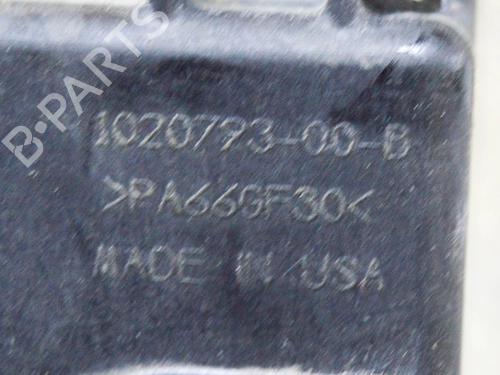 B-PARTS
1020793-00-B
>PA66GF30<
MADE IN USA